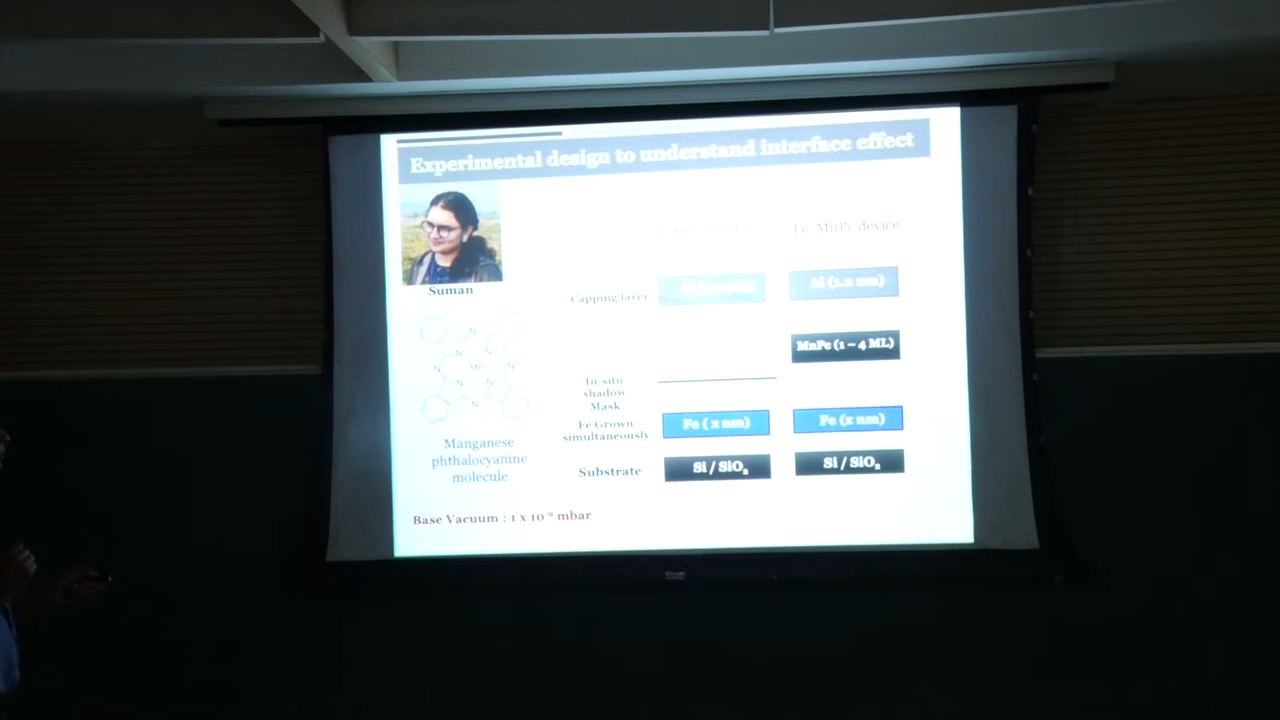 Experimental design to understand interface effect
Suman
Fe-MnPc device
Capping layer
Al (1.2 nm)
MnPc (1 – 4 ML)
In-situ
shadow
Mask
Fe Grown
simultaneously
Fe ( x nm)
Fe (x nm)
Substrate
Si / SiO₂
Si / SiO₂
N
N
N
N
Mn
N
N
N
N
Manganese
phthalocyanine
molecule
Base Vacuum : 1 x 10⁻⁹ mbar